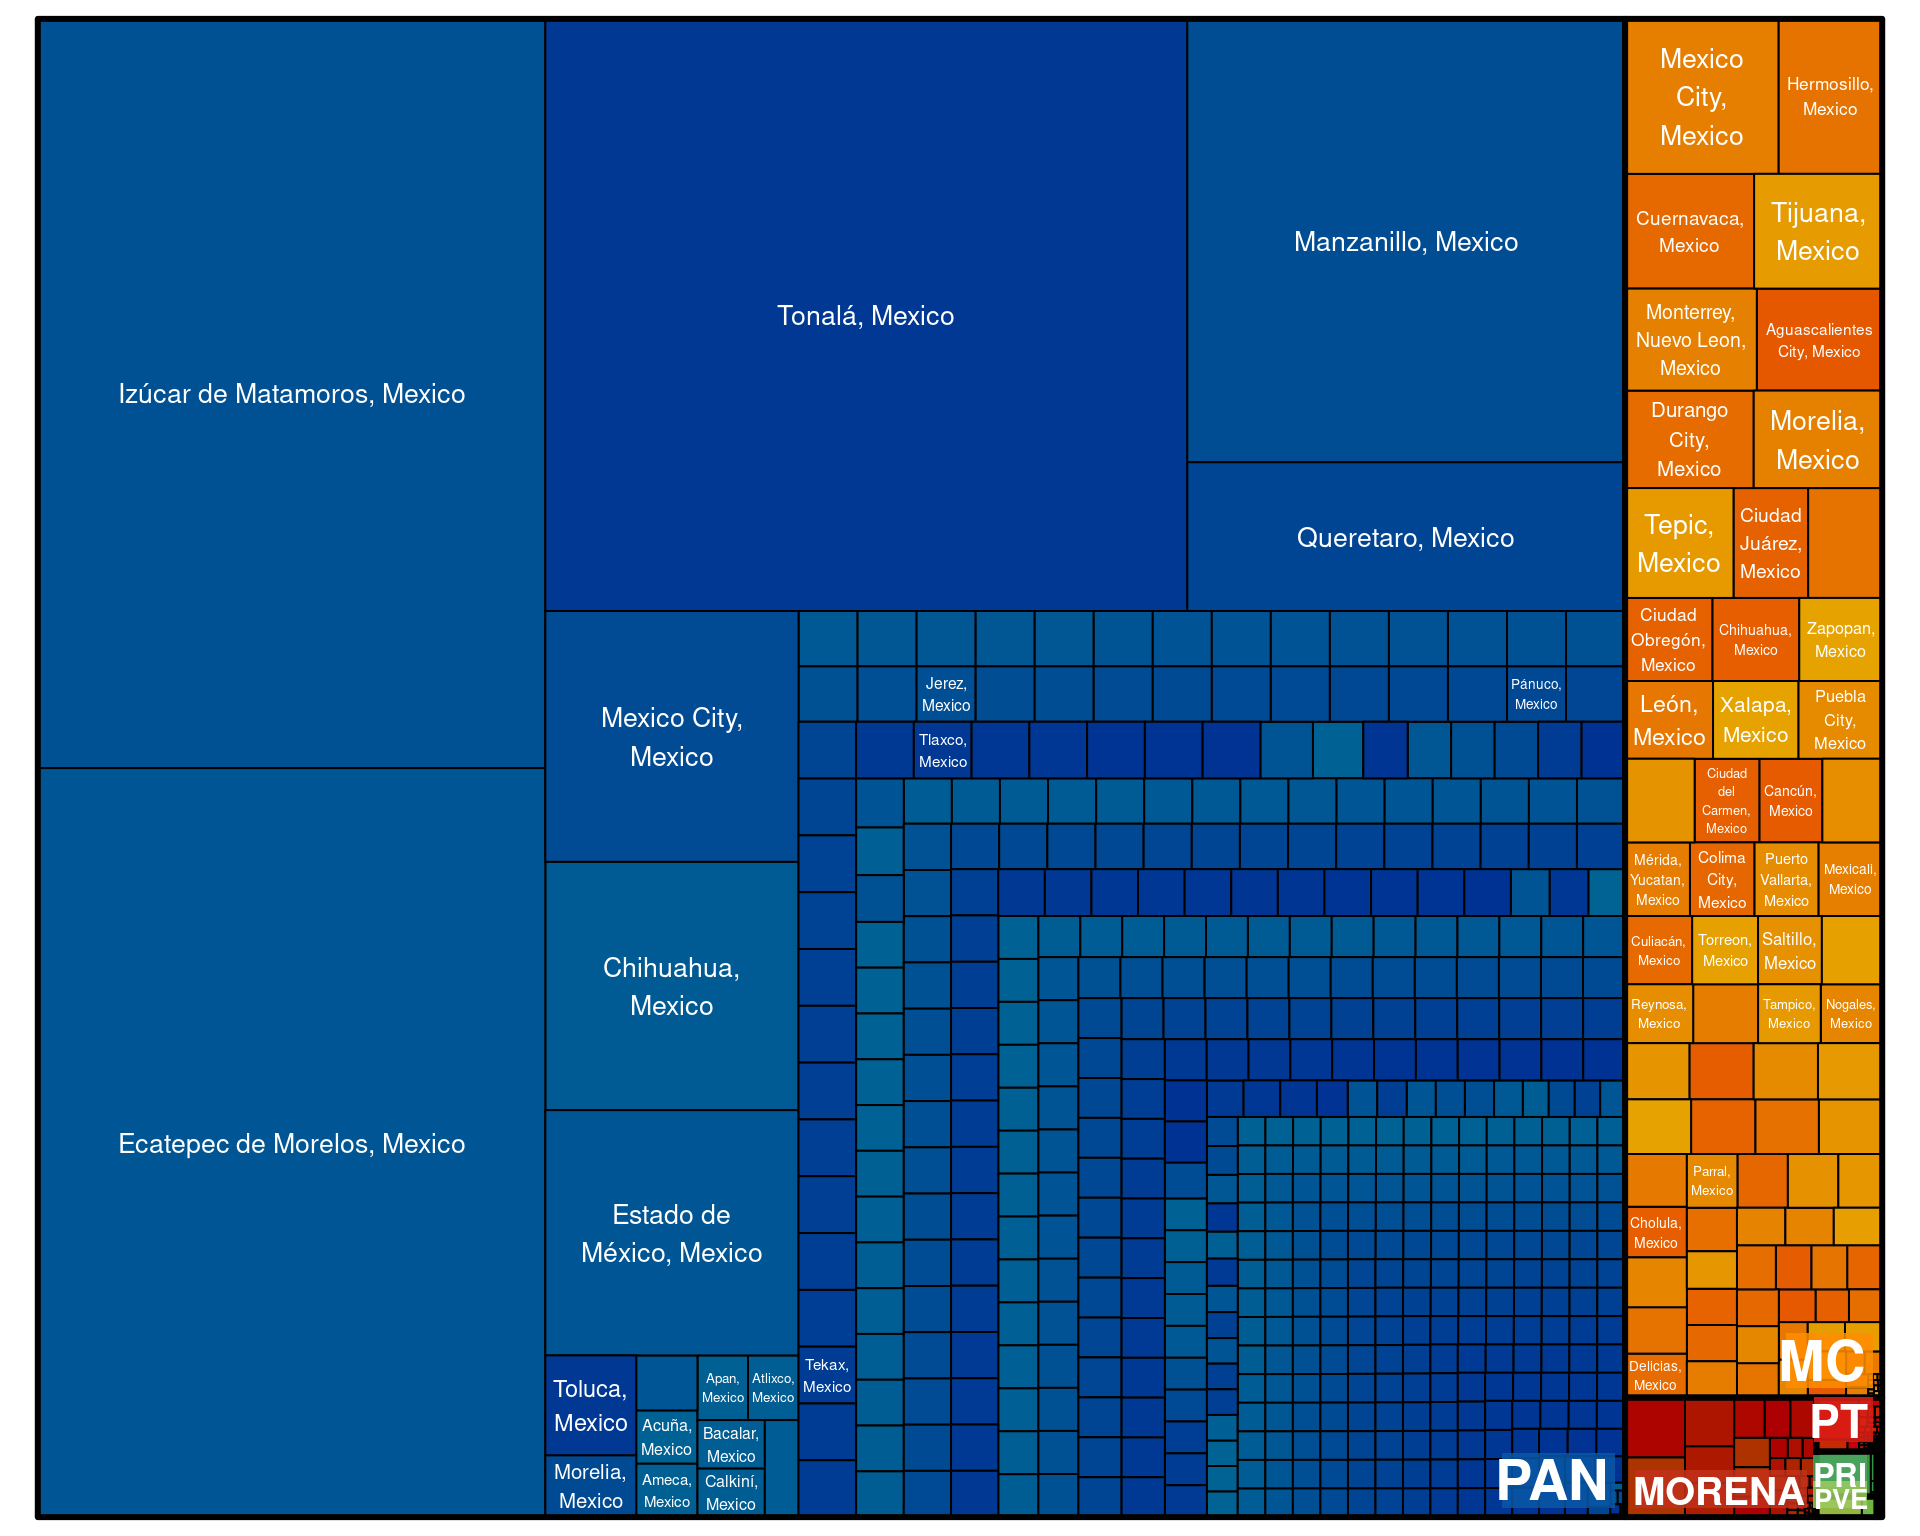 Izúcar de Matamoros, Mexico
Ecatepec de Morelos, Mexico
Tonalá, Mexico
Manzanillo, Mexico
Queretaro, Mexico
Mexico City,
Mexico
Chihuahua,
Mexico
Estado de
México, Mexico
Toluca,
Mexico
Morelia,
Mexico
Acuña,
Mexico
Ameca,
Mexico
Apan,
Mexico
Atlixco,
Mexico
Bacalar,
Mexico
Calkiní,
Mexico
Jerez,
Mexico
Pánuco,
Mexico
Tlaxco,
Mexico
Tekax,
Mexico
PAN
Mexico
City,
Mexico
Hermosillo,
Mexico
Cuernavaca,
Mexico
Tijuana,
Mexico
Monterrey,
Nuevo Leon,
Mexico
Aguascalientes
City, Mexico
Durango
City,
Mexico
Morelia,
Mexico
Tepic,
Mexico
Ciudad
Juárez,
Mexico
Ciudad
Obregón,
Mexico
Chihuahua,
Mexico
Zapopan,
Mexico
León,
Mexico
Xalapa,
Mexico
Puebla
City,
Mexico
Ciudad
del
Carmen,
Mexico
Cancún,
Mexico
Mérida,
Yucatan,
Mexico
Colima
City,
Mexico
Puerto
Vallarta,
Mexico
Mexicali,
Mexico
Culiacán,
Mexico
Torreon,
Mexico
Saltillo,
Mexico
Reynosa,
Mexico
Tampico,
Mexico
Nogales,
Mexico
Parral,
Mexico
Cholula,
Mexico
Delicias,
Mexico
MC
PT
MORENA
PRI
PVE